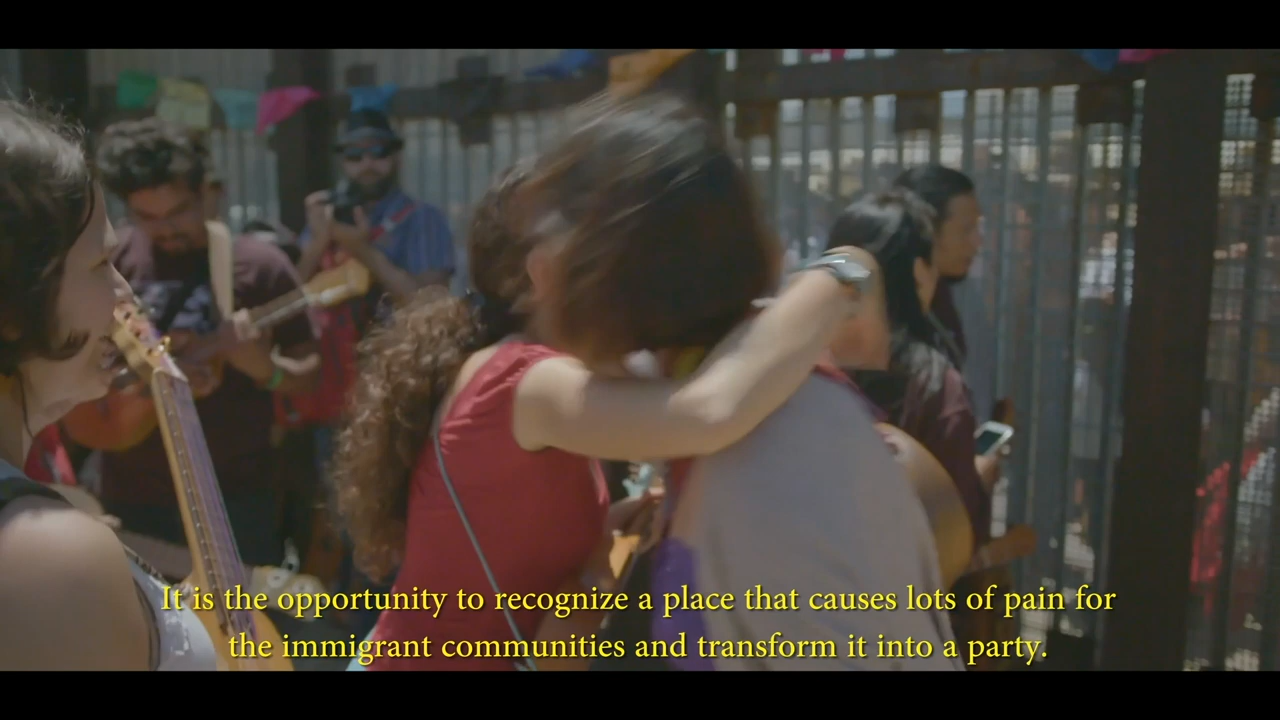 It is the opportunity to recognize a place that causes lots of pain for
the immigrant communities and transform it into a party.